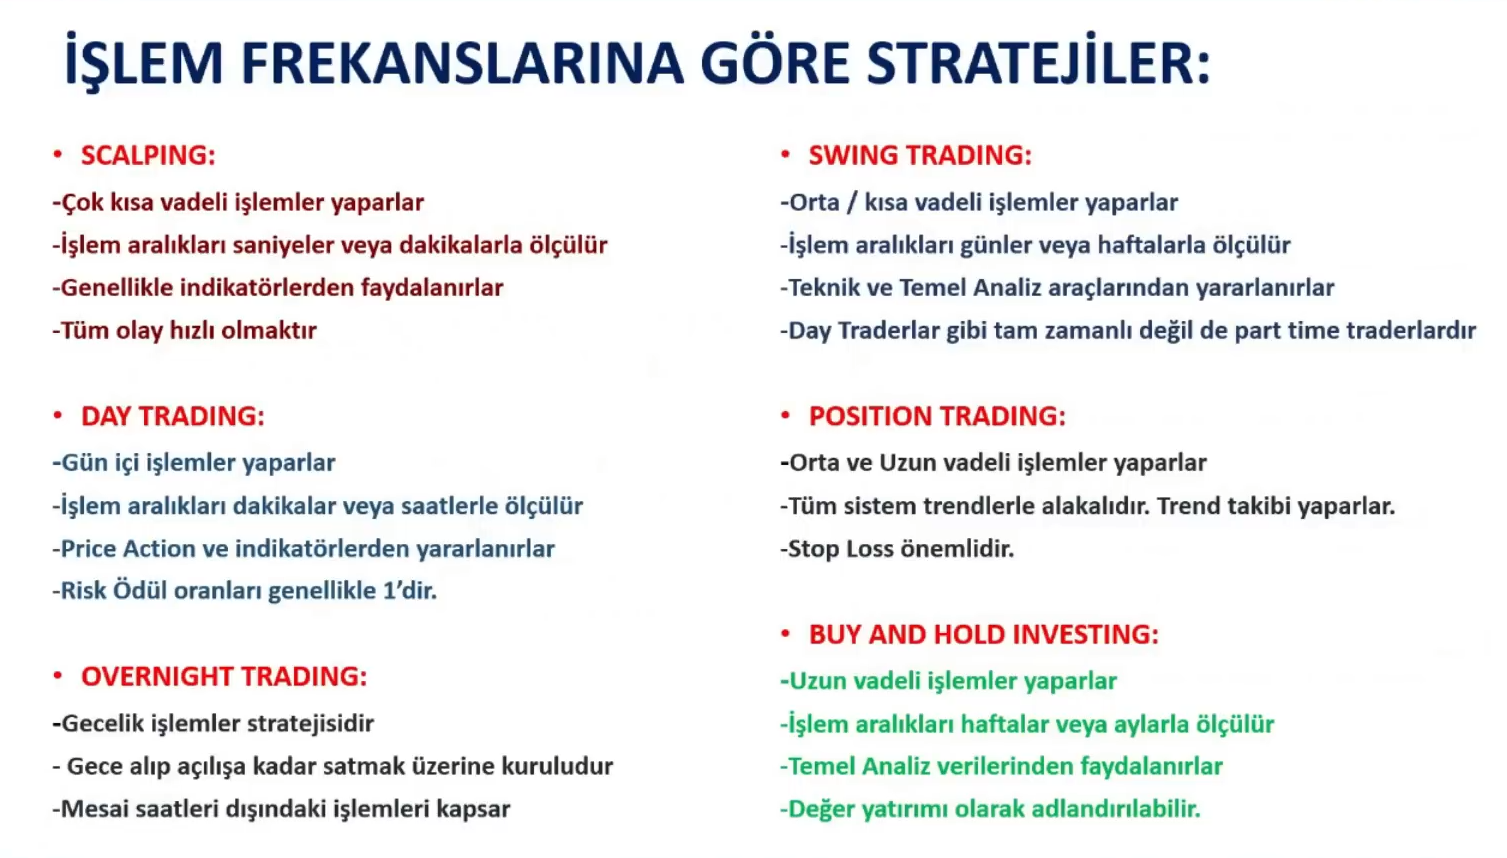 İŞLEM FREKANSLARINA GÖRE STRATEJİLER:
• SCALPING:
-Çok kısa vadeli işlemler yaparlar
-İşlem aralıkları saniyeler veya dakikalarla ölçülür
-Genellikle indikatörlerden faydalanırlar
-Tüm olay hızlı olmaktır
• DAY TRADING:
-Gün içi işlemler yaparlar
-İşlem aralıkları dakikalar veya saatlerle ölçülür
-Price Action ve indikatörlerden yararlanırlar
-Risk Ödül oranları genellikle 1’dir.
• OVERNIGHT TRADING:
-Gecelik işlemler stratejisidir
- Gece alıp açılışa kadar satmak üzerine kuruludur
-Mesai saatleri dışındaki işlemleri kapsar
• SWING TRADING:
-Orta / kısa vadeli işlemler yaparlar
-İşlem aralıkları günler veya haftalarla ölçülür
-Teknik ve Temel Analiz araçlarından yararlanırlar
-Day Traderlar gibi tam zamanlı değil de part time traderlardır
• POSITION TRADING:
-Orta ve Uzun vadeli işlemler yaparlar
-Tüm sistem trendlerle alakalıdır. Trend takibi yaparlar.
-Stop Loss önemlidir.
• BUY AND HOLD INVESTING:
-Uzun vadeli işlemler yaparlar
-İşlem aralıkları haftalar veya aylarla ölçülür
-Temel Analiz verilerinden faydalanırlar
-Değer yatırımı olarak adlandırılabilir.